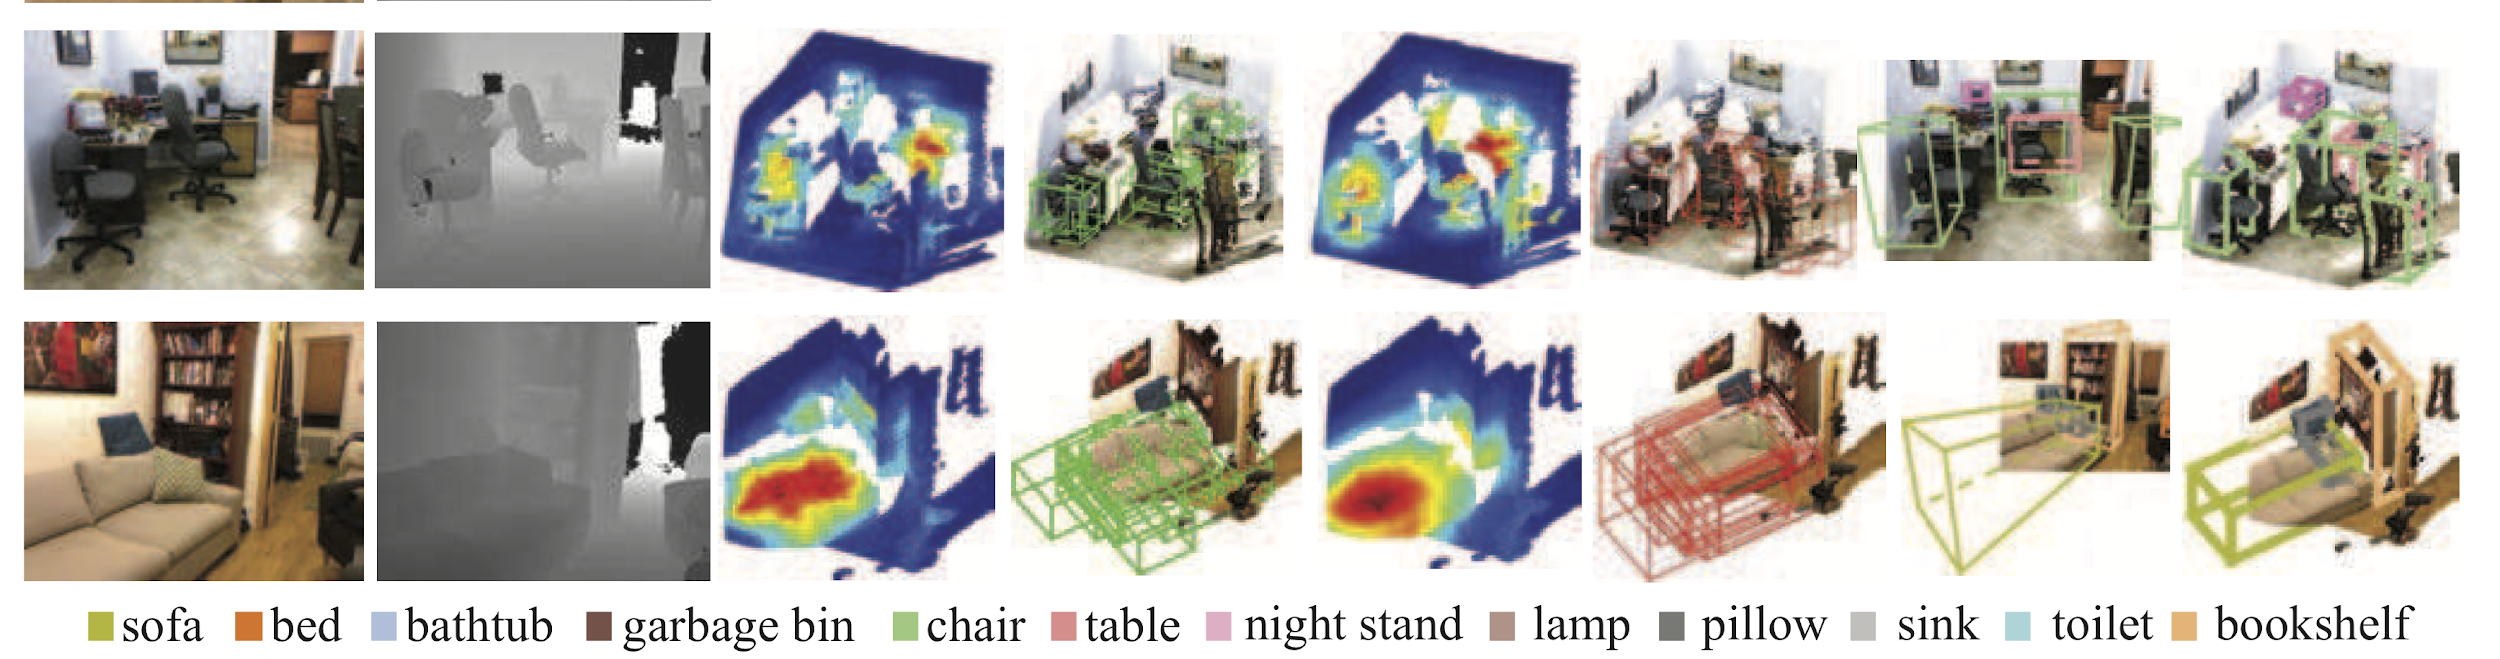 sofa bed bathtub garbage bin chair table night stand lamp pillow sink toilet bookshelf